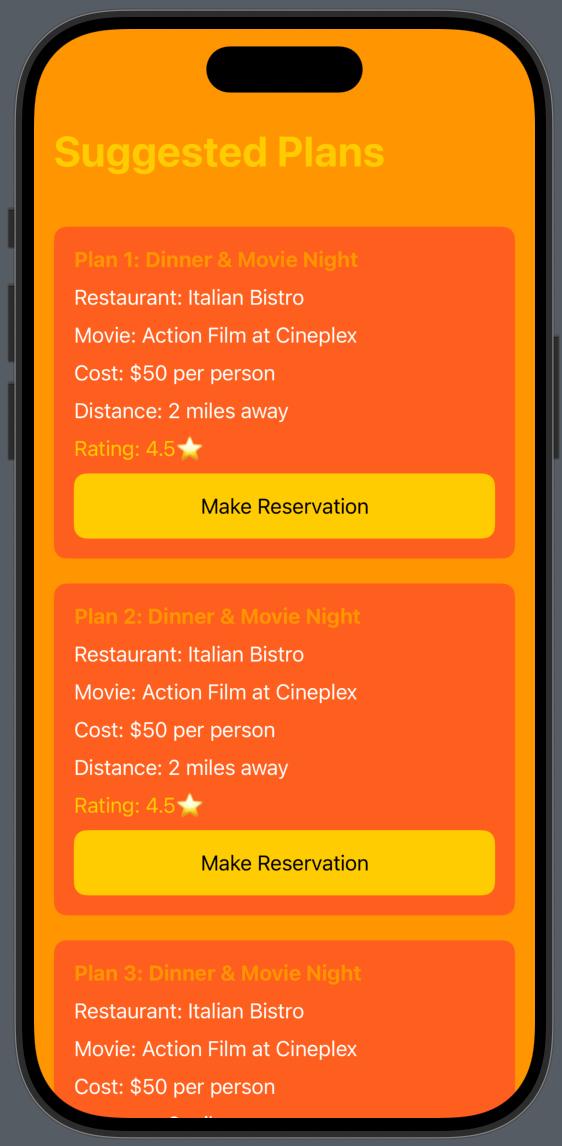 Suggested Plans
Plan 1: Dinner & Movie Night
Restaurant: Italian Bistro
Movie: Action Film at Cineplex
Cost: $50 per person
Distance: 2 miles away
Rating: 4.5⭐
Make Reservation
Plan 2: Dinner & Movie Night
Restaurant: Italian Bistro
Movie: Action Film at Cineplex
Cost: $50 per person
Distance: 2 miles away
Rating: 4.5⭐
Make Reservation
Plan 3: Dinner & Movie Night
Restaurant: Italian Bistro
Movie: Action Film at Cineplex
Cost: $50 per person